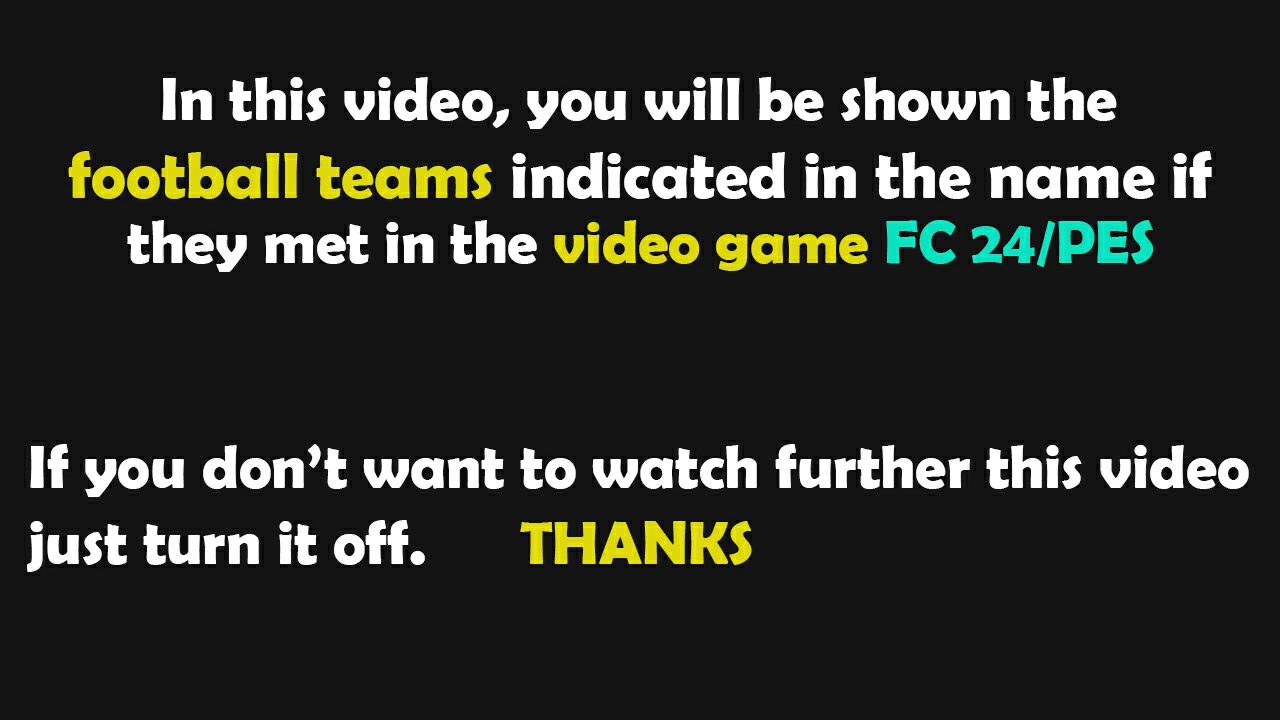 In this video, you will be shown the
football teams indicated in the name if
they met in the video game FC 24/PES
If you don’t want to watch further this video
just turn it off. THANKS